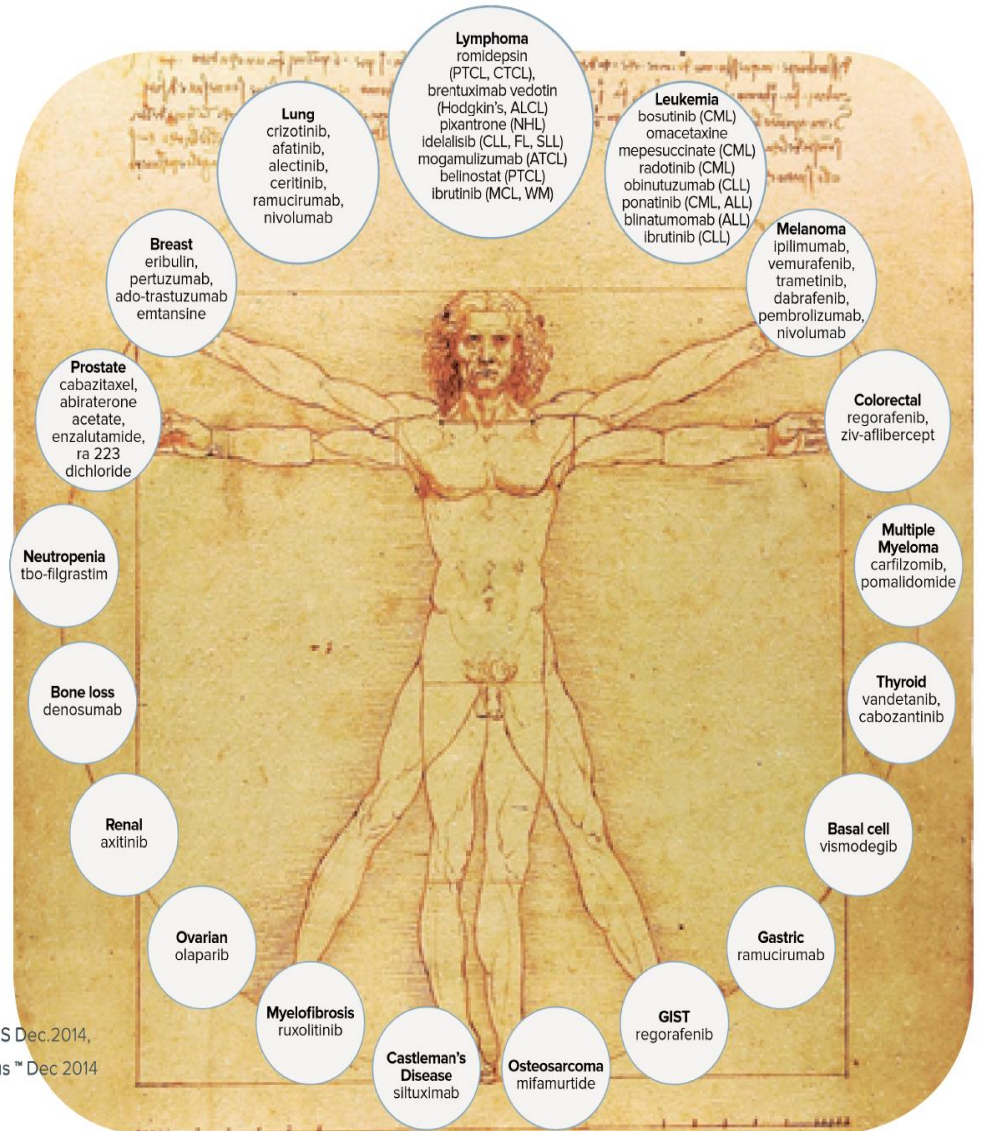 Lymphoma
romidepsin
(PTCL, CTCL),
brentuximab vedotin
(Hodgkin's, ALCL)
pixantrone (NHL)
idelalisib (CLL, FL, SLL)
mogamulizumab (ATCL)
belinostat (PTCL)
ibrutinib (MCL, WM)
Leukemia
bosutinib (CML)
omacetaxine
mepesuccinate (CML)
radotinib (CML)
obinutuzumab (CLL)
ponatinib (CML, ALL)
blinatumomab (ALL)
ibrutinib (CLL)
Lung
crizotinib,
afatinib,
alectinib,
ceritinib,
ramucirumab,
nivolumab
Breast
eribulin,
pertuzumab,
ado-trastuzumab
emtansine
Melanoma
ipilimumab,
vemurafenib,
trametinib,
dabrafenib,
pembrolizumab,
nivolumab
Prostate
cabazitaxel,
abiraterone
acetate,
enzalutamide,
ra 223
dichloride
Colorectal
regorafenib,
ziv-aflibercept
Neutropenia
tbo-filgrastim
Multiple
Myeloma
carfilzomib,
pomalidomide
Bone loss
denosumab
Thyroid
vandetanib,
cabozantinib
Renal
axitinib
Basal cell
vismodegib
Ovarian
olaparib
Gastric
ramucirumab
Myelofibrosis
ruxolitinib
GIST
regorafenib
Castleman's
Disease
siltuximab
Osteosarcoma
mifamurtide
S Dec.2014,
us ™ Dec 2014